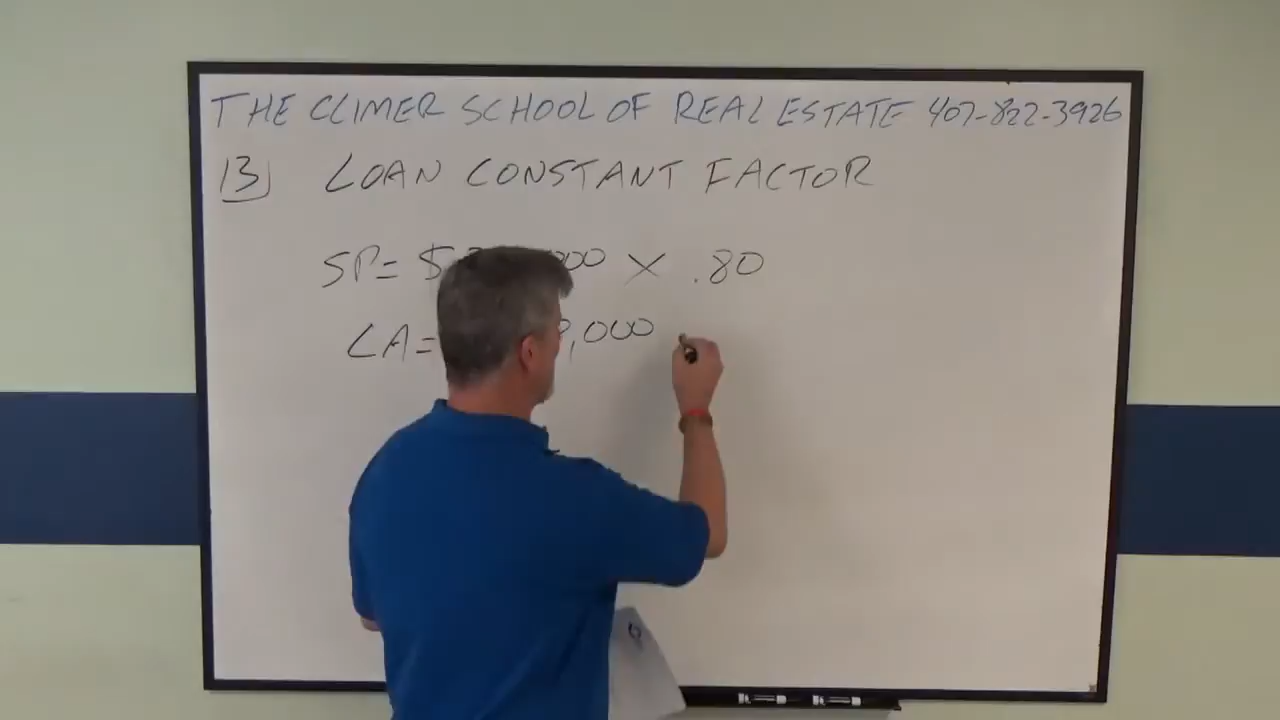 THE CLIMER SCHOOL OF REAL ESTATE 407-822-3926
13) LOAN CONSTANT FACTOR
SP= $ 000 X .80
LA= ,000